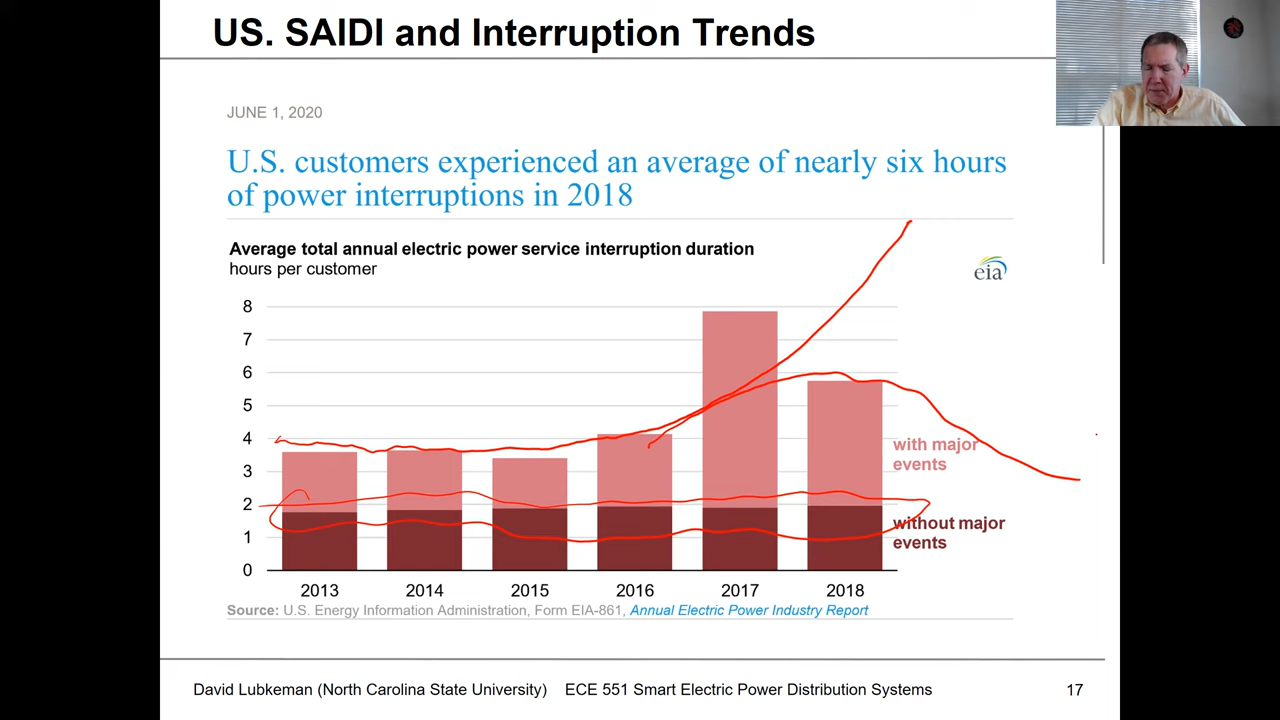 US. SAIDI and Interruption Trends
JUNE 1, 2020
U.S. customers experienced an average of nearly six hours
of power interruptions in 2018
Average total annual electric power service interruption duration
hours per customer
eia
8
7
6
5
4
3
2
1
0
with major
events
without major
events
2013 2014 2015 2016 2017 2018
Source: U.S. Energy Information Administration, Form EIA-861, Annual Electric Power Industry Report
David Lubkeman (North Carolina State University) ECE 551 Smart Electric Power Distribution Systems 17